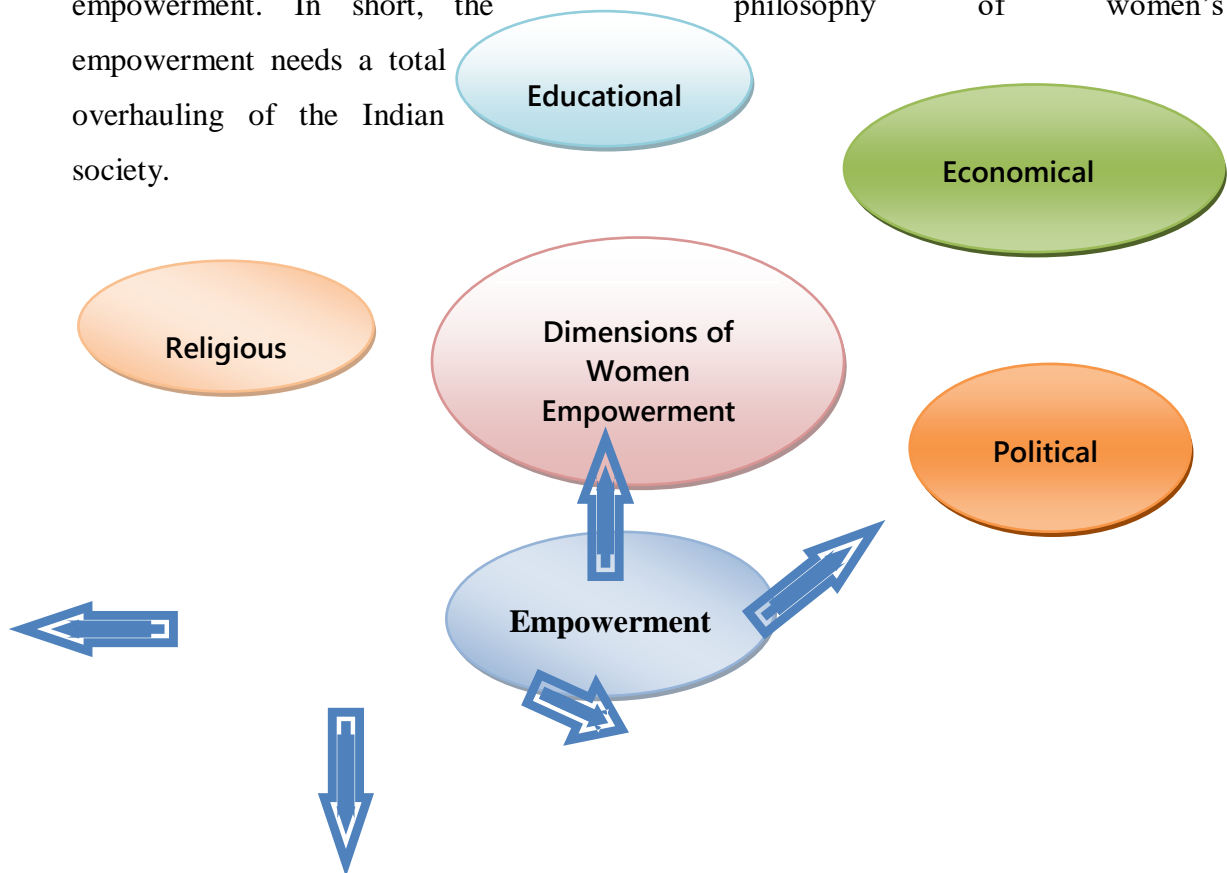 empowerment. In short, the philosophy of women's
empowerment needs a total
overhauling of the Indian
society.
Educational
Economical
Religious
Dimensions of
Women
Empowerment
Political
Empowerment